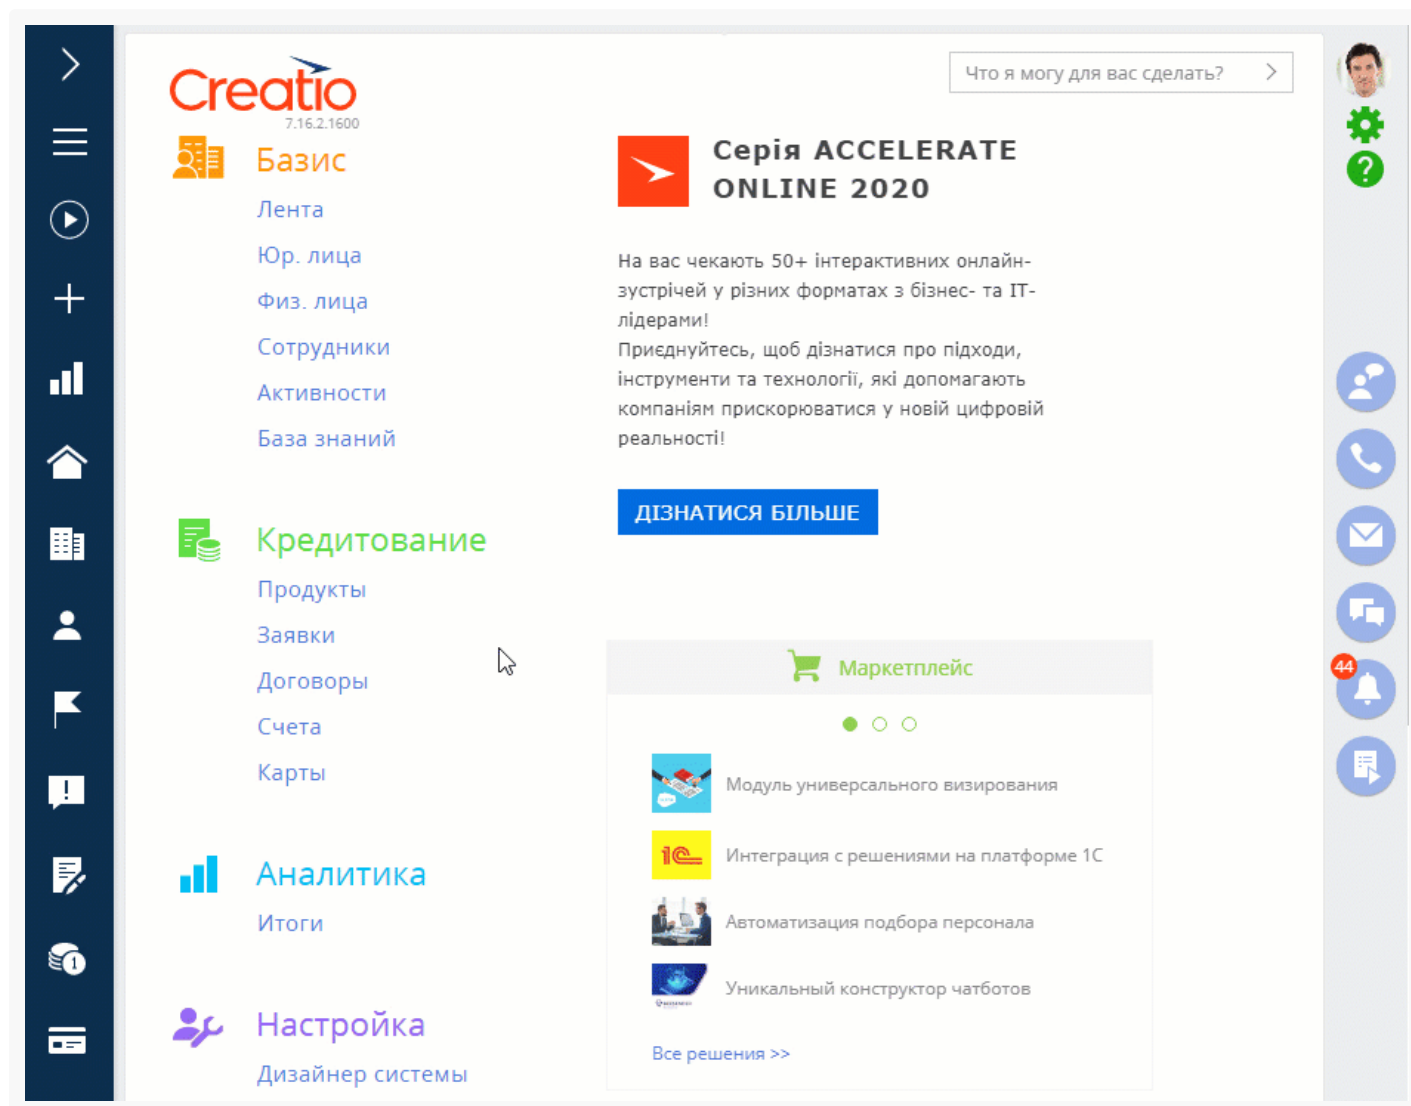 Creatio
7.16.2.1600
Что я могу для вас сделать?
Базис
Лента
Юр. лица
Физ. лица
Сотрудники
Активности
База знаний
Кредитование
Продукты
Заявки
Договоры
Счета
Карты
Аналитика
Итоги
Настройка
Дизайнер системы
Серія ACCELERATE
ONLINE 2020
На вас чекають 50+ інтерактивних онлайн-
зустрічей у різних форматах з бізнес- та ІТ-
лідерами!
Приєднуйтесь, щоб дізнатися про підходи,
інструменти та технології, які допомагають
компаніям прискорюватися у новій цифровій
реальності!
ДІЗНАТИСЯ БІЛЬШЕ
Маркетплейс
Модуль универсального визирования
1С
Интеграция с решениями на платформе 1С
Автоматизация подбора персонала
Уникальный конструктор чатботов
Все решения >>
44
1